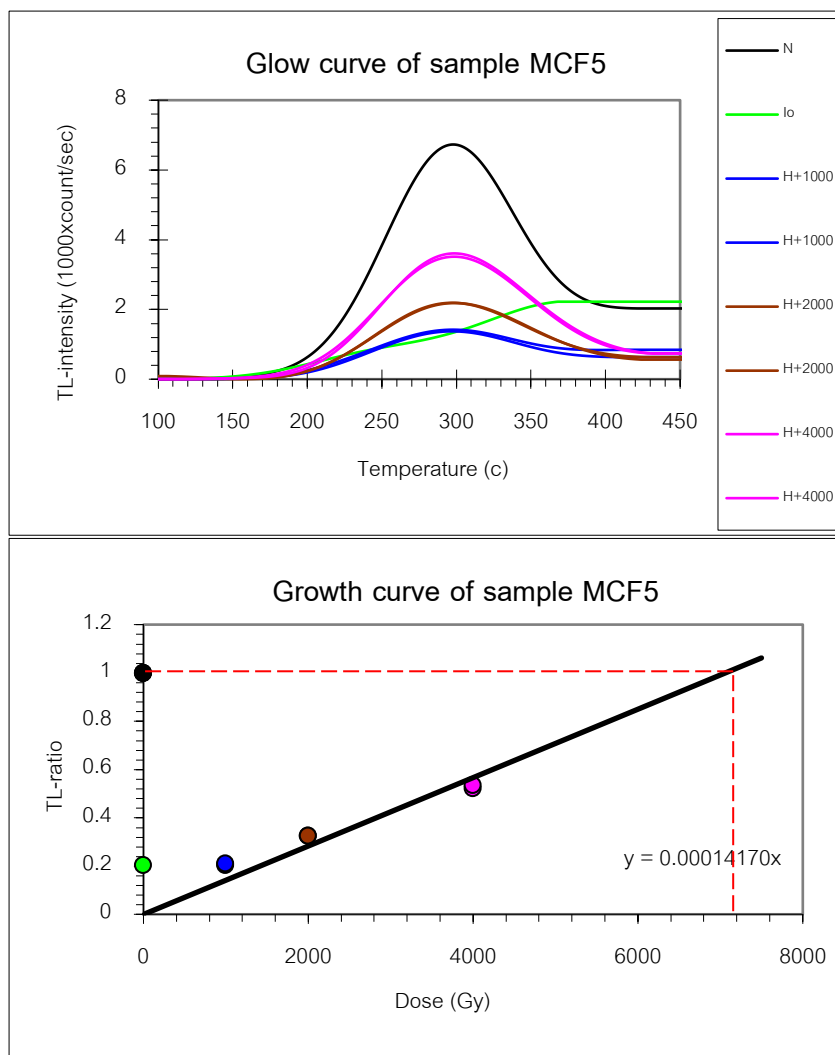 Glow curve of sample MCF5
TL-intensity (1000xcount/sec)
8
6
4
2
0
100 150 200 250 300 350 400 450
Temperature (c)
N
Io
H+1000
H+1000
H+2000
H+2000
H+4000
H+4000
Growth curve of sample MCF5
TL-ratio
1.2
1
0.8
0.6
0.4
0.2
0
y = 0.00014170x
0 2000 4000 6000 8000
Dose (Gy)